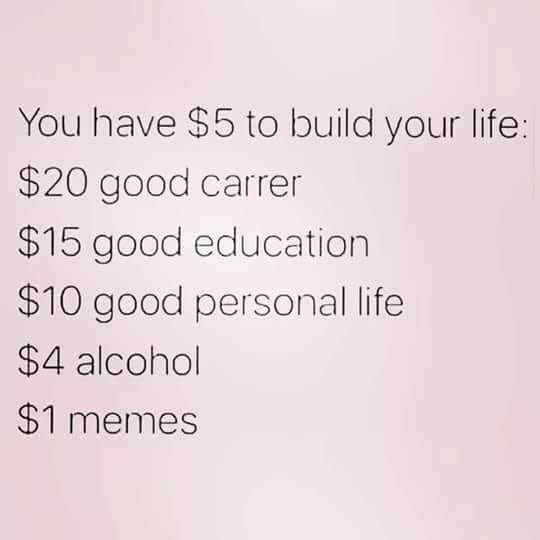 You have $5 to build your life:
$20 good carrer
$15 good education
$10 good personal life
$4 alcohol
$1 memes